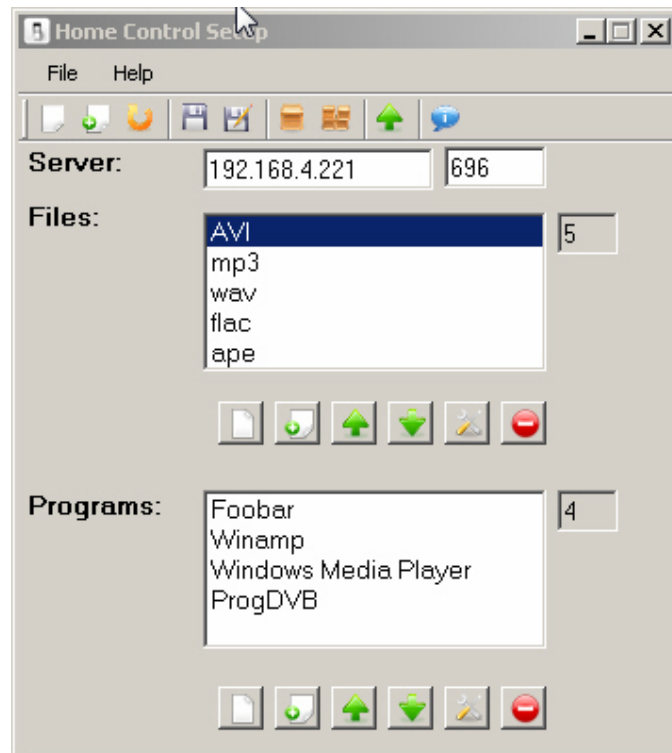 Home Control Setup
File Help
Server: 192.168.4.221 696
Files: AVI 5
mp3
wav
flac
ape
Programs: Foobar 4
Winamp
Windows Media Player
ProgDVB